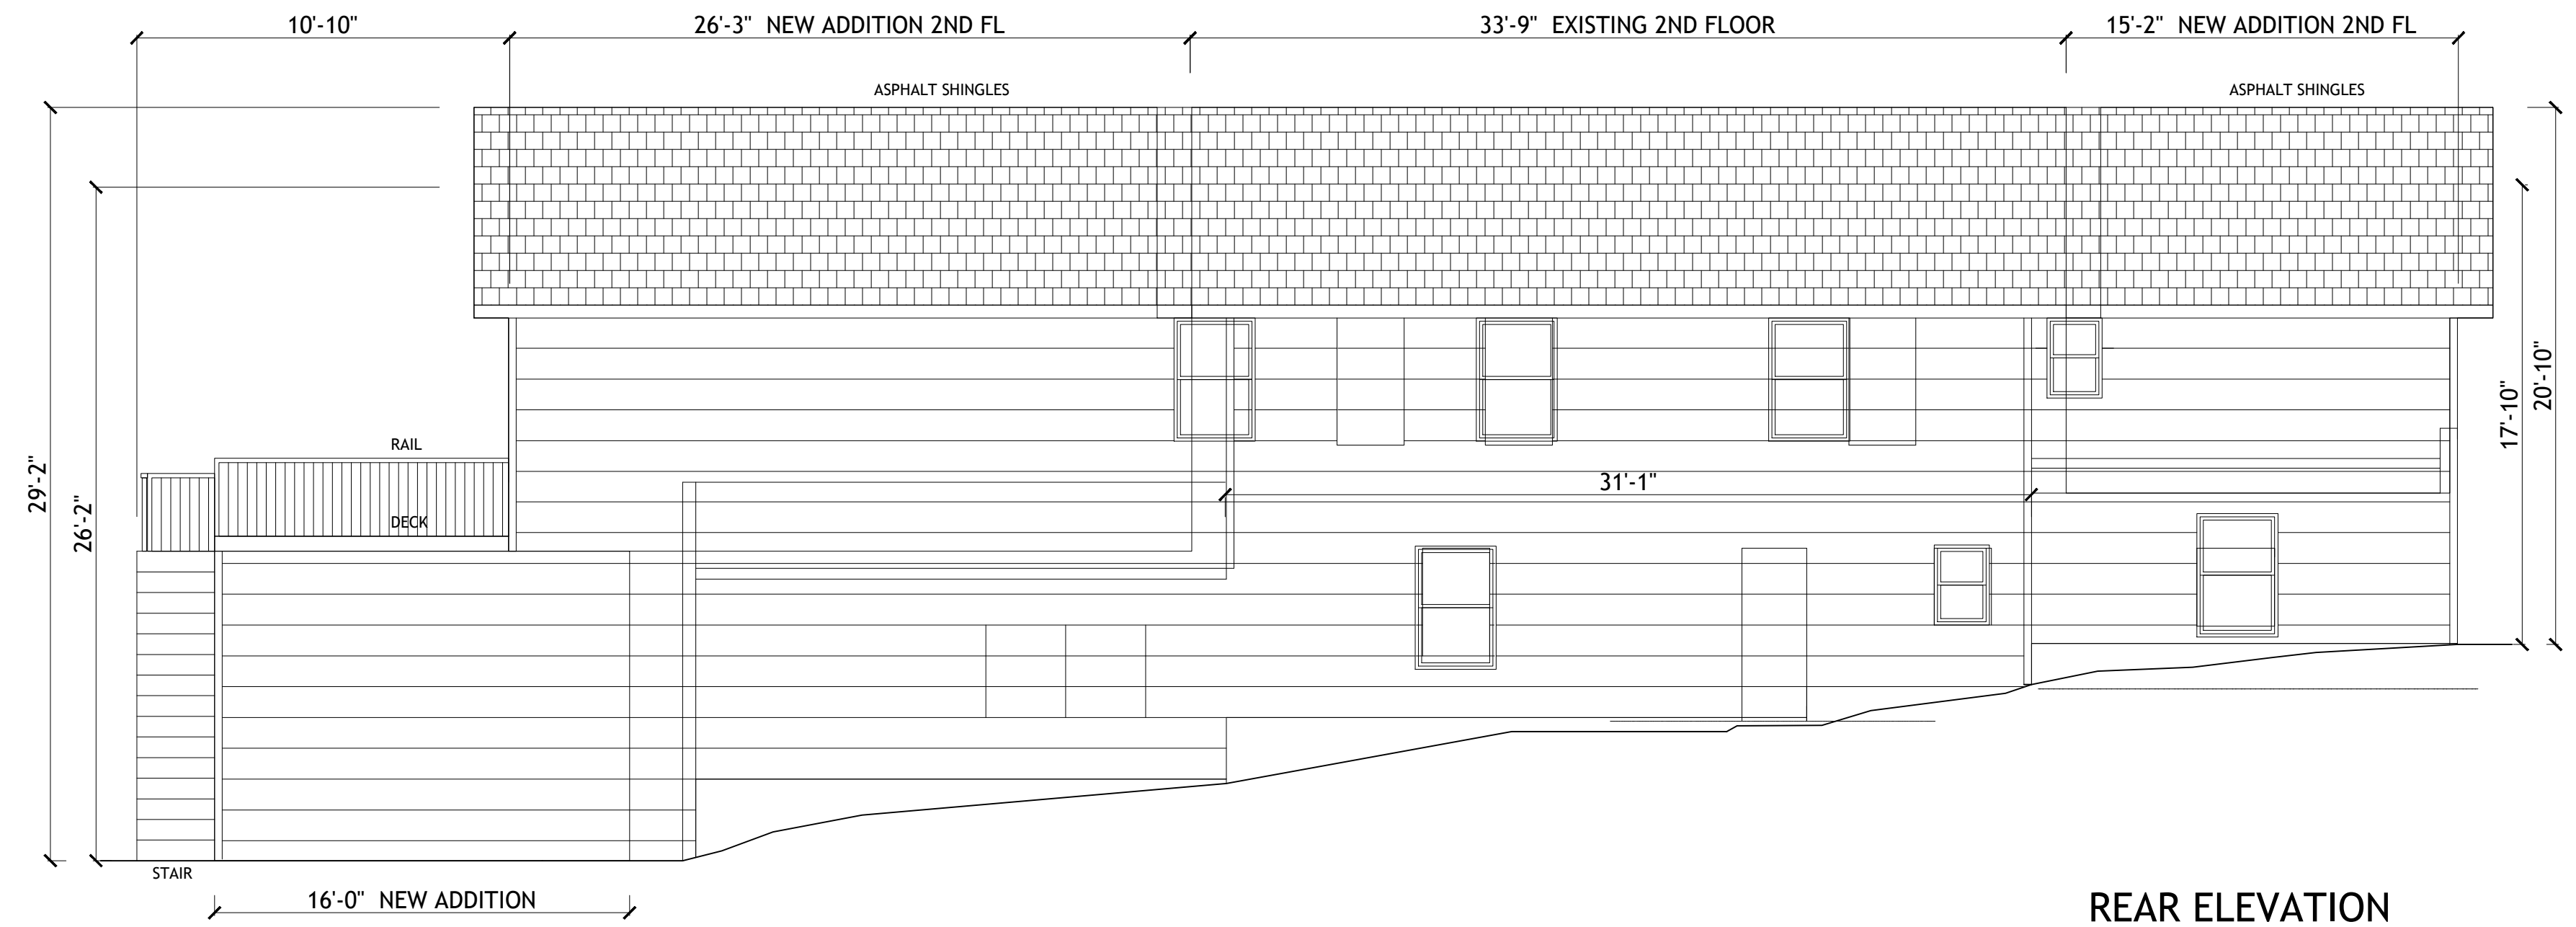 10'-10"
26'-3" NEW ADDITION 2ND FL
33'-9" EXISTING 2ND FLOOR
15'-2" NEW ADDITION 2ND FL
ASPHALT SHINGLES
ASPHALT SHINGLES
29'-2"
26'-2"
17'-10"
20'-10"
RAIL
31'-1"
DECK
STAIR
16'-0" NEW ADDITION
REAR ELEVATION